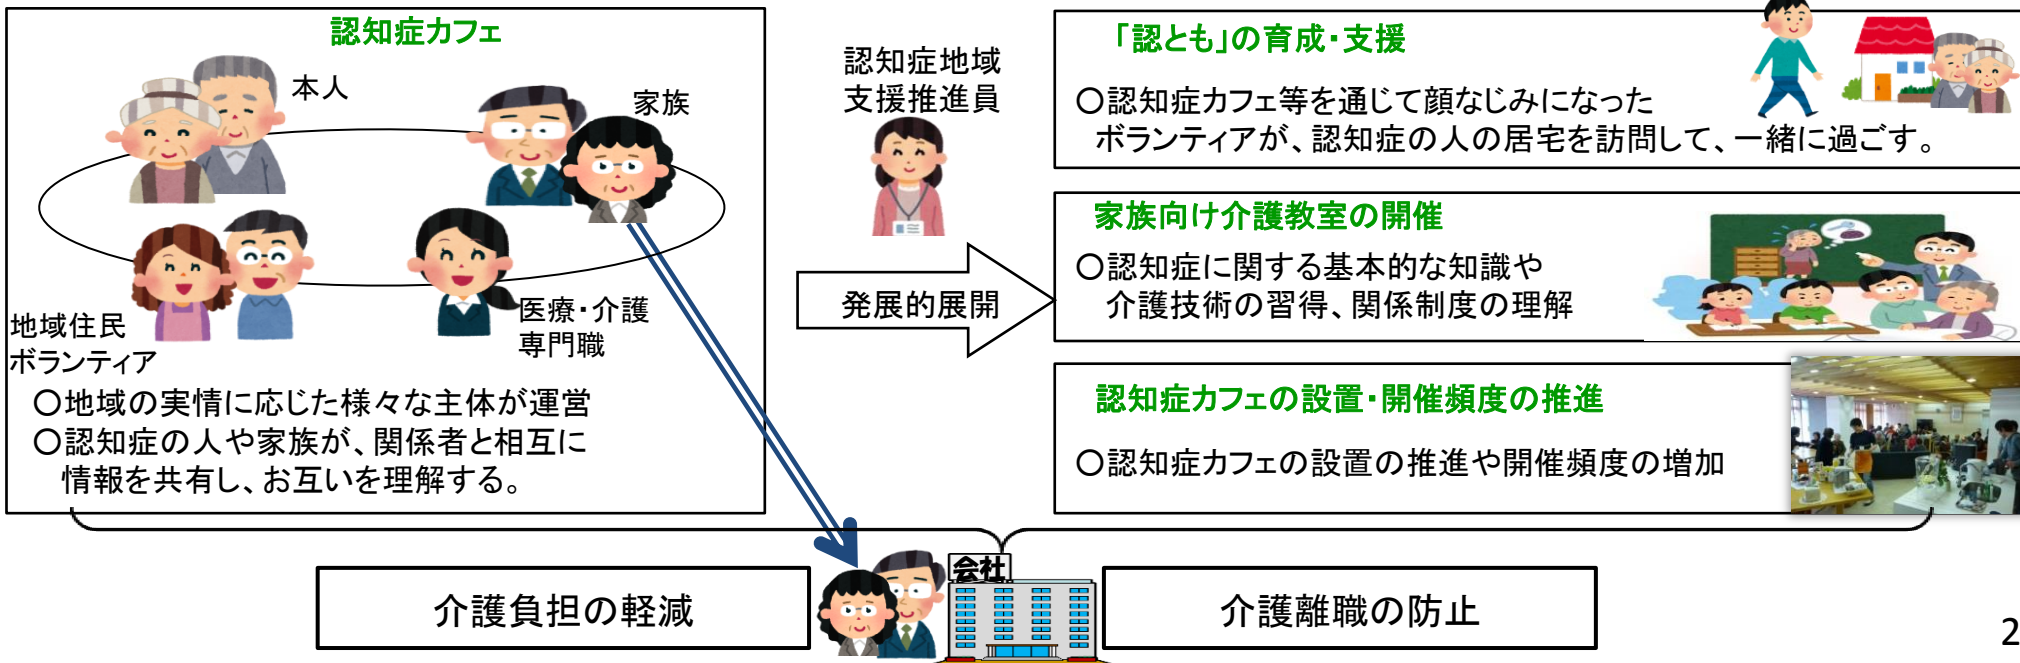 認知症カフェ
本人
家族
地域住民
ボランティア
医療・介護
専門職
○地域の実情に応じた様々な主体が運営
○認知症の人や家族が、関係者と相互に
情報を共有し、お互いを理解する。
認知症地域
支援推進員
発展的展開
「認とも」の育成・支援
○認知症カフェ等を通じて顔なじみになった
ボランティアが、認知症の人の居宅を訪問して、一緒に過ごす。
家族向け介護教室の開催
○認知症に関する基本的な知識や
介護技術の習得、関係制度の理解
認知症カフェの設置・開催頻度の推進
○認知症カフェの設置の推進や開催頻度の増加
介護負担の軽減
会社
介護離職の防止
2